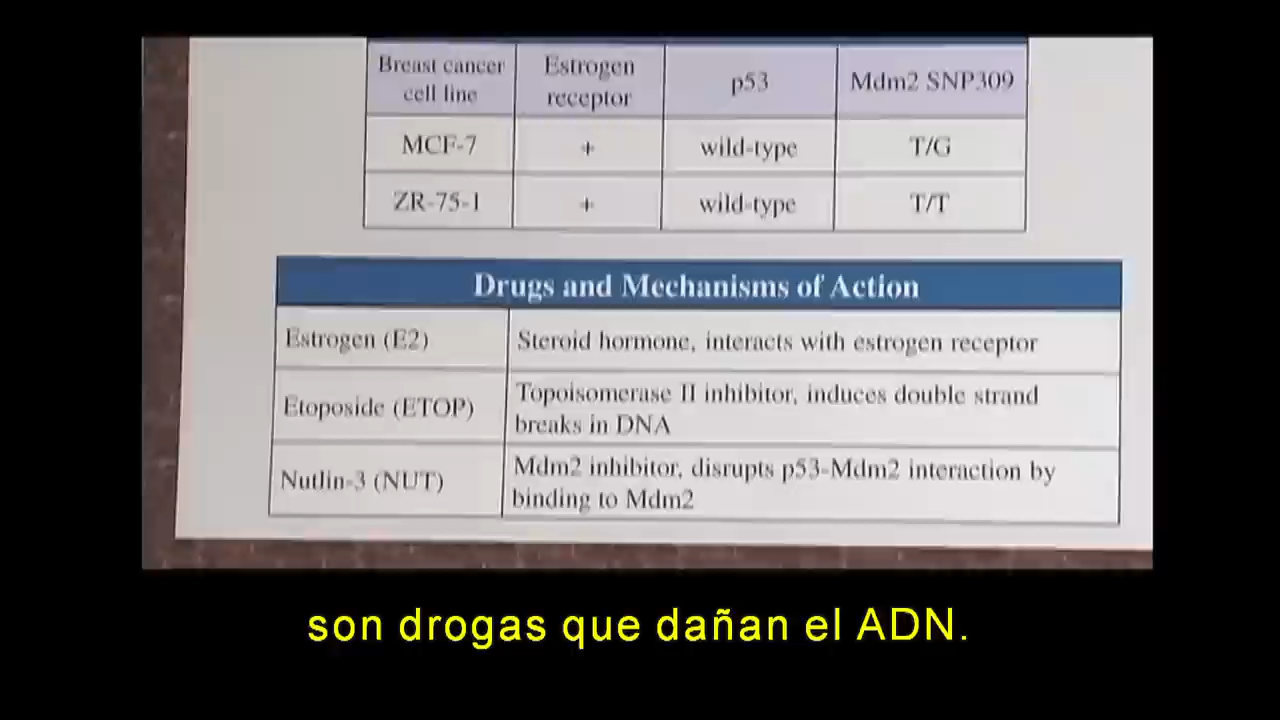 Breast cancer cell line
Estrogen receptor
p53
Mdm2 SNP309
MCF-7
+
wild-type
T/G
ZR-75-1
+
wild-type
T/T
Drugs and Mechanisms of Action
Estrogen (E2)
Steroid hormone, interacts with estrogen receptor
Etoposide (ETOP)
Topoisomerase II inhibitor, induces double strand
breaks in DNA
Nutlin-3 (NUT)
Mdm2 inhibitor, disrupts p53-Mdm2 interaction by
binding to Mdm2
son drogas que dañan el ADN.